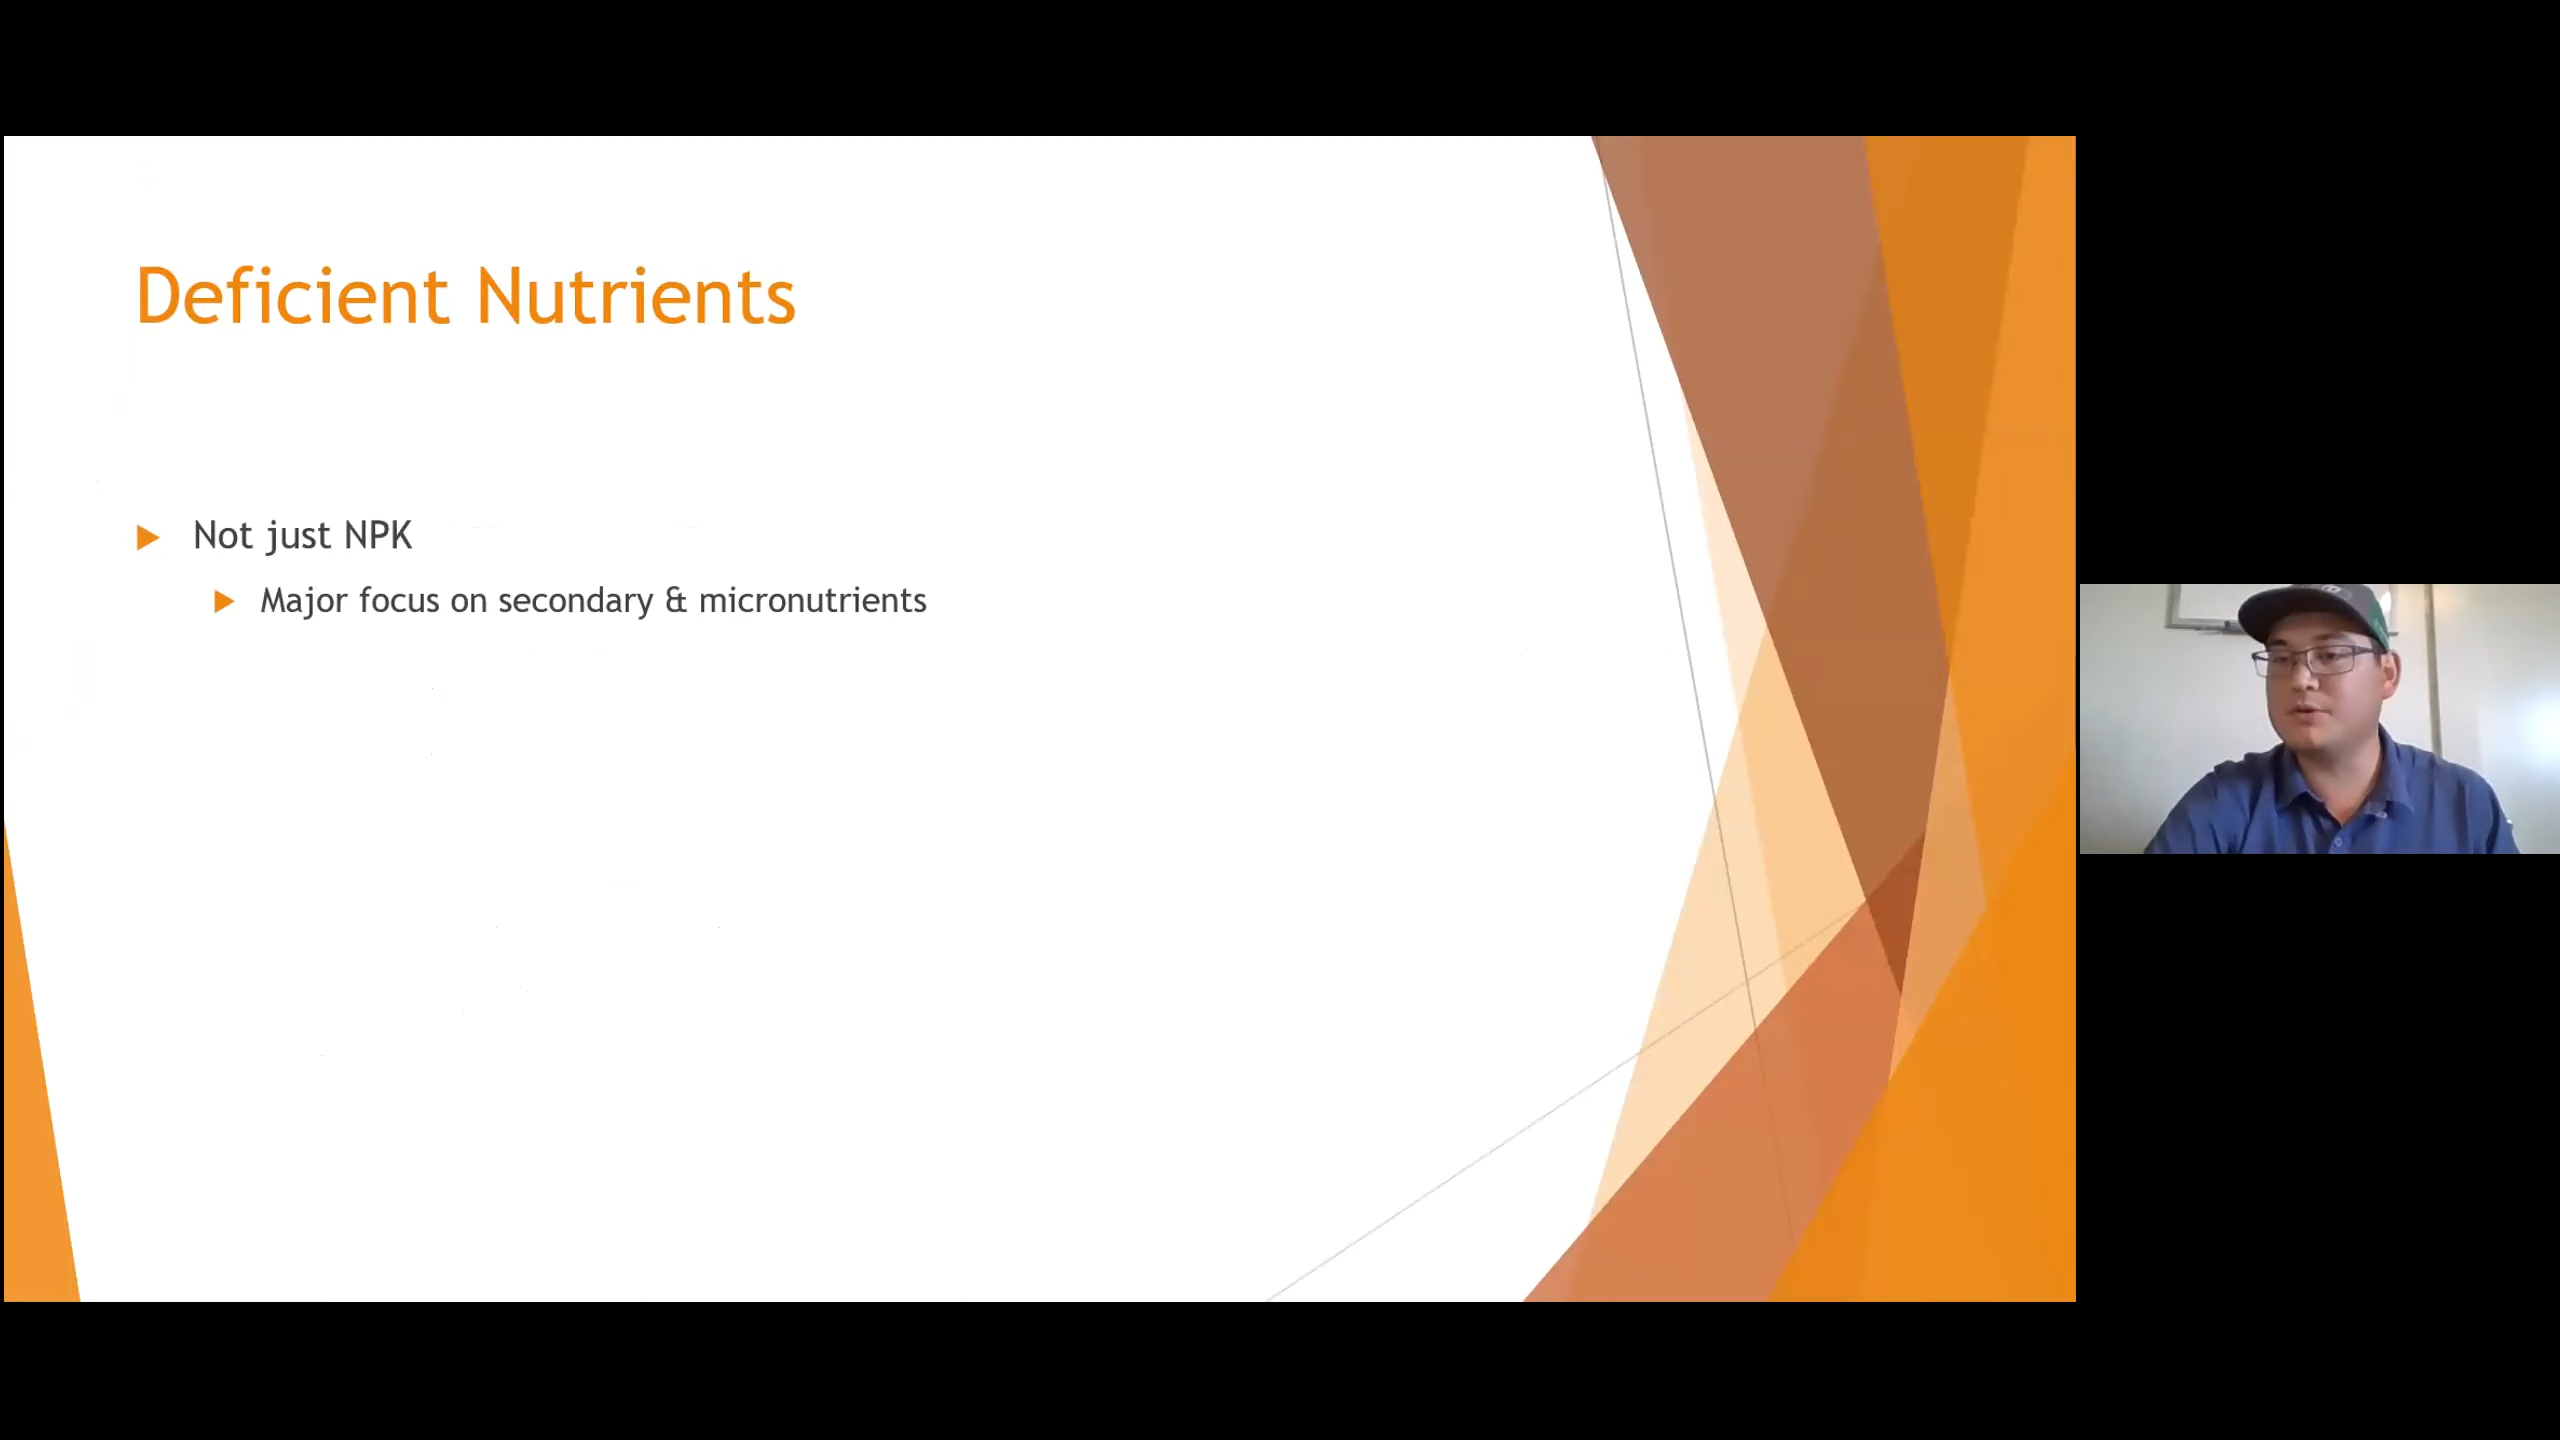 Deficient Nutrients
Not just NPK
Major focus on secondary & micronutrients